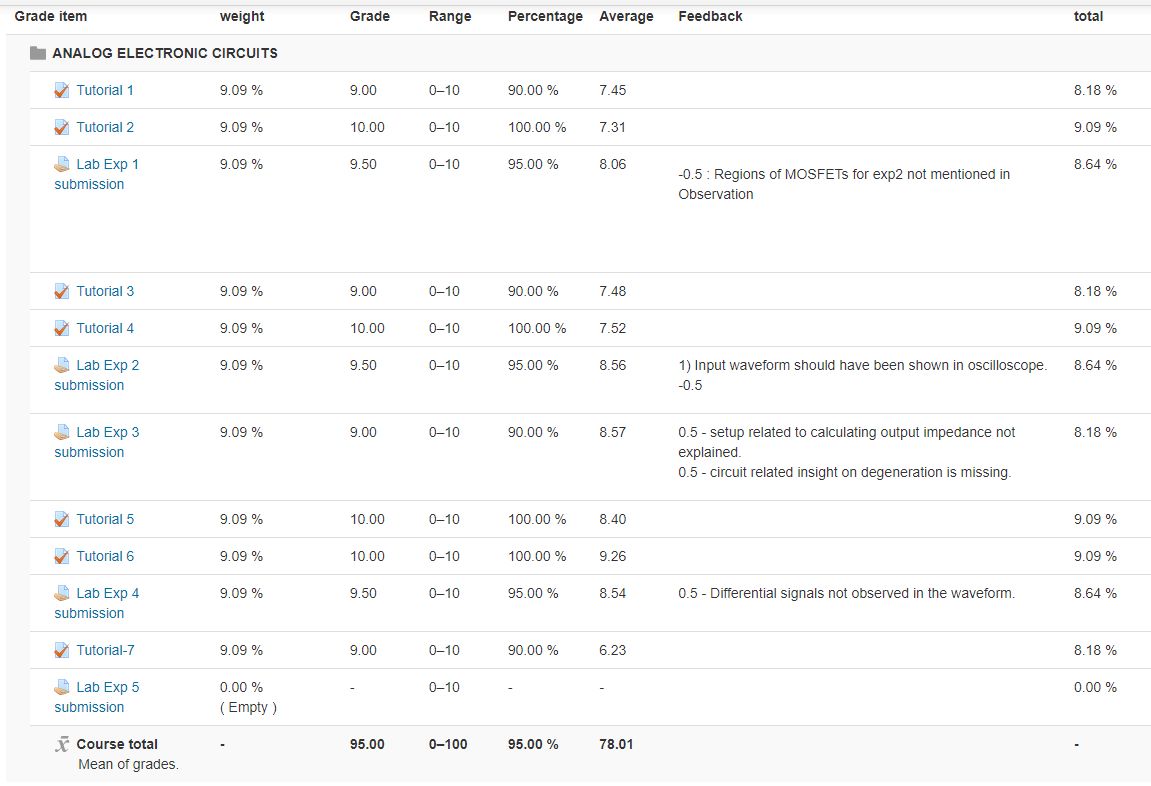 Grade item weight Grade Range Percentage Average Feedback total
ANALOG ELECTRONIC CIRCUITS
Tutorial 1 9.09 % 9.00 0–10 90.00 % 7.45 8.18 %
Tutorial 2 9.09 % 10.00 0–10 100.00 % 7.31 9.09 %
Lab Exp 1 9.09 % 9.50 0–10 95.00 % 8.06 8.64 %
submission
-0.5 : Regions of MOSFETs for exp2 not mentioned in
Observation
Tutorial 3 9.09 % 9.00 0–10 90.00 % 7.48 8.18 %
Tutorial 4 9.09 % 10.00 0–10 100.00 % 7.52 9.09 %
Lab Exp 2 9.09 % 9.50 0–10 95.00 % 8.56 1) Input waveform should have been shown in oscilloscope. 8.64 %
submission -0.5
Lab Exp 3 9.09 % 9.00 0–10 90.00 % 8.57 0.5 - setup related to calculating output impedance not 8.18 %
submission explained.
0.5 - circuit related insight on degeneration is missing.
Tutorial 5 9.09 % 10.00 0–10 100.00 % 8.40 9.09 %
Tutorial 6 9.09 % 10.00 0–10 100.00 % 9.26 9.09 %
Lab Exp 4 9.09 % 9.50 0–10 95.00 % 8.54 0.5 - Differential signals not observed in the waveform. 8.64 %
submission
Tutorial-7 9.09 % 9.00 0–10 90.00 % 6.23 8.18 %
Lab Exp 5 0.00 % - 0–10 - - 0.00 %
submission ( Empty )
x̄ Course total - 95.00 0–100 95.00 % 78.01 -
Mean of grades.